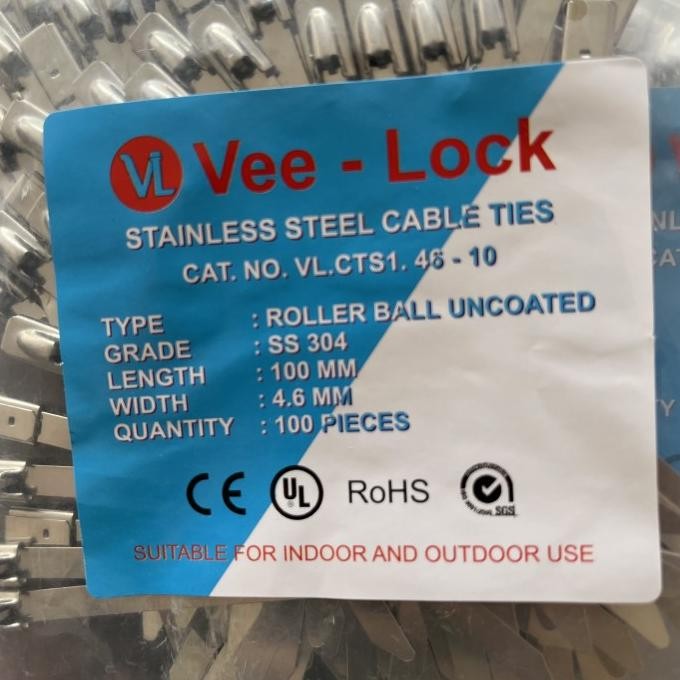 VL Vee - Lock
STAINLESS STEEL CABLE TIES
CAT. NO. VL.CTS1. 46 - 10
TYPE : ROLLER BALL UNCOATED
GRADE : SS 304
LENGTH : 100 MM
WIDTH : 4.6 MM
QUANTITY : 100 PIECES
CE UL RoHS SGS
SUITABLE FOR INDOOR AND OUTDOOR USE